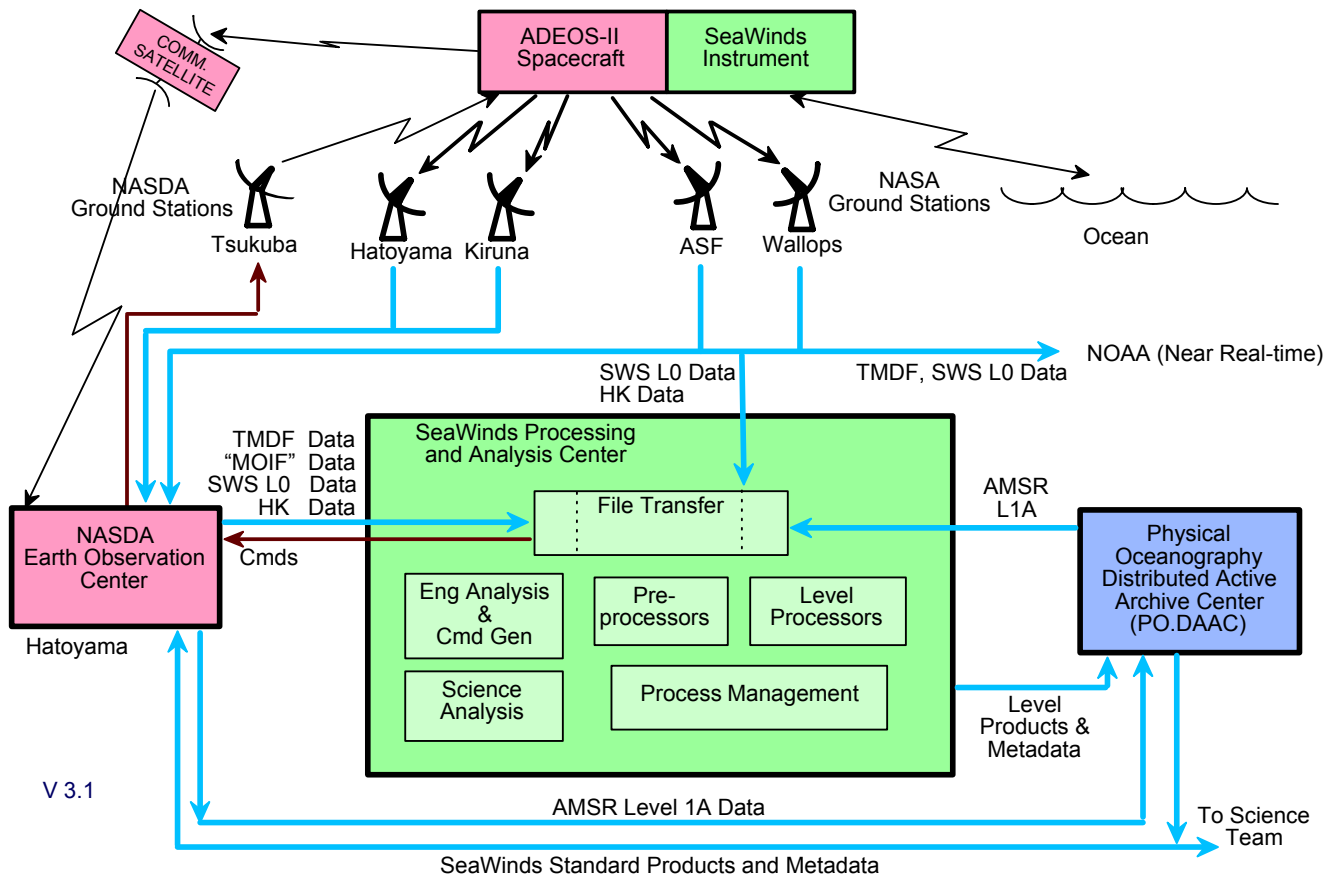 ADEOS-II
Spacecraft
SeaWinds
Instrument
COMM.
SATELLITE
NASDA
Ground Stations
NASA
Ground Stations
Tsukuba
Hatoyama
Kiruna
ASF
Wallops
Ocean
NOAA (Near Real-time)
SWS L0 Data
HK Data
TMDF, SWS L0 Data
SeaWinds Processing
and Analysis Center
TMDF Data
“MOIF” Data
SWS L0 Data
HK Data
File Transfer
AMSR
L1A
NASDA
Earth Observation
Center
Cmds
Physical
Oceanography
Distributed Active
Archive Center
(PO.DAAC)
Eng Analysis
&
Cmd Gen
Pre-
processors
Level
Processors
Hatoyama
Science
Analysis
Process Management
Level
Products &
Metadata
V 3.1
AMSR Level 1A Data
To Science
Team
SeaWinds Standard Products and Metadata